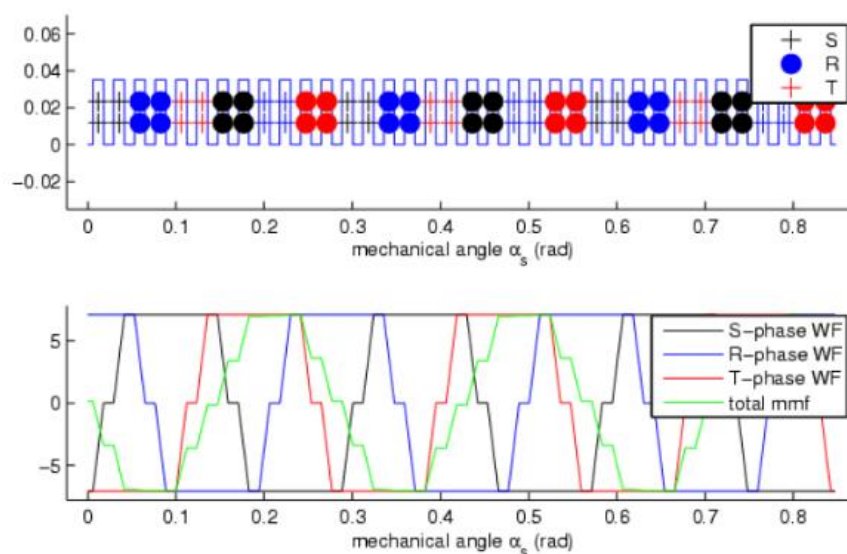 0.06
0.04
0.02
0
−0.02
S
R
T
0 0.1 0.2 0.3 0.4 0.5 0.6 0.7 0.8
mechanical angle αs (rad)
5
0
−5
S−phase WF
R−phase WF
T−phase WF
total mmf
0 0.1 0.2 0.3 0.4 0.5 0.6 0.7 0.8
mechanical angle αs (rad)